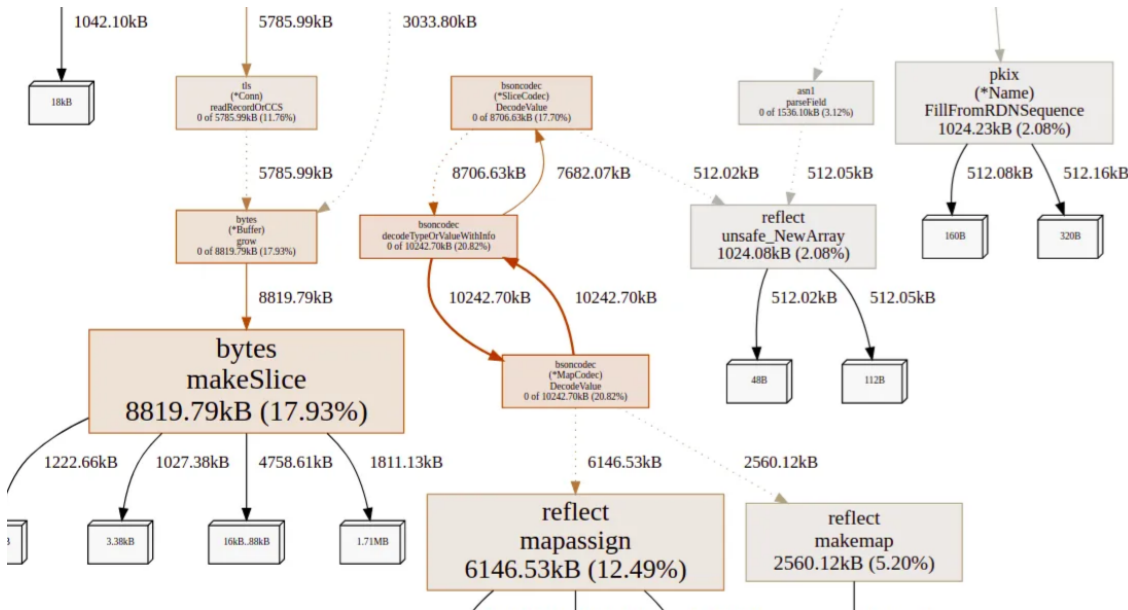 1042.10kB
5785.99kB
3033.80kB
18kB
tls
(*Conn)
readRecordOrCCS
0 of 5785.99kB (11.76%)
bsoncodec
(*SliceCodec)
DecodeValue
0 of 8706.63kB (17.70%)
asn1
parseField
0 of 1536.10kB (3.12%)
pkix
(*Name)
FillFromRDNSequence
1024.23kB (2.08%)
5785.99kB
8706.63kB
7682.07kB
512.02kB
512.05kB
512.08kB
512.16kB
bytes
(*Buffer)
grow
0 of 8819.79kB (17.93%)
bsoncodec
decodeTypeOrValueWithInfo
0 of 10242.70kB (20.82%)
reflect
unsafe_NewArray
1024.08kB (2.08%)
160B
320B
8819.79kB
10242.70kB
10242.70kB
512.02kB
512.05kB
bytes
makeSlice
8819.79kB (17.93%)
bsoncodec
(*MapCodec)
DecodeValue
0 of 10242.70kB (20.82%)
48B
112B
1222.66kB
1027.38kB
4758.61kB
1811.13kB
6146.53kB
2560.12kB
3.38kB
16kB..88kB
1.71MB
reflect
mapassign
6146.53kB (12.49%)
reflect
makemap
2560.12kB (5.20%)